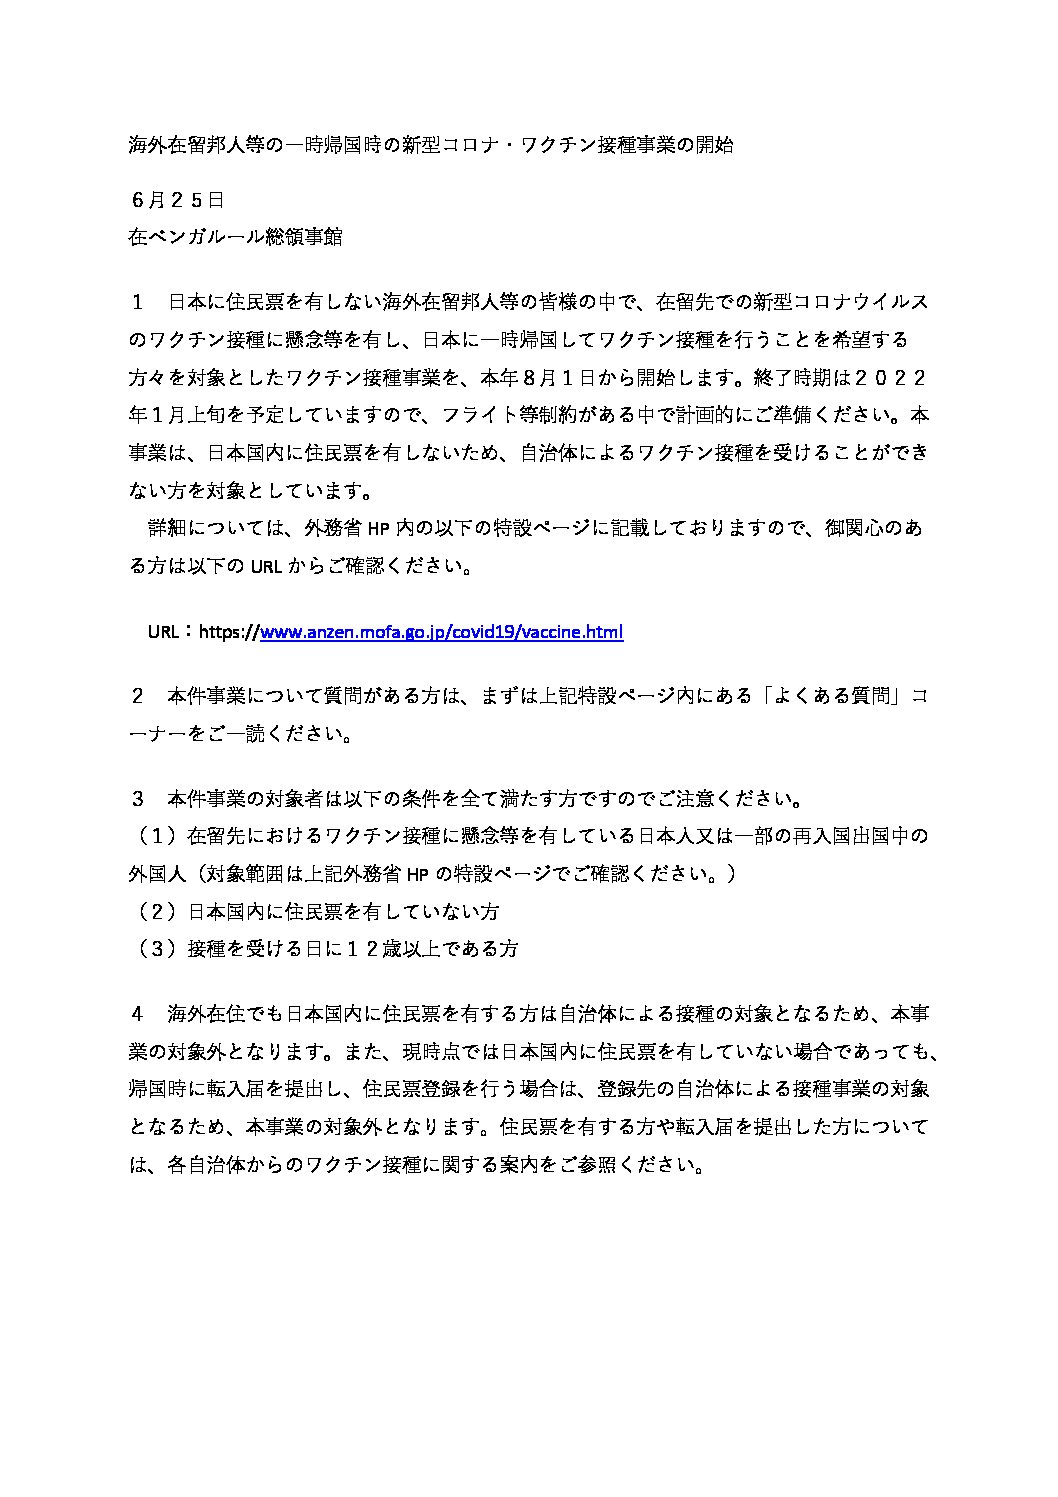 海外在留邦人等の一時帰国時の新型コロナ・ワクチン接種事業の開始
６月２５日
在ベンガルール総領事館
１　日本に住民票を有しない海外在留邦人等の皆様の中で、在留先での新型コロナウイルス
のワクチン接種に懸念等を有し、日本に一時帰国してワクチン接種を行うことを希望する
方々を対象としたワクチン接種事業を、本年８月１日から開始します。終了時期は２０２２
年１月上旬を予定していますので、フライト等制約がある中で計画的にご準備ください。本
事業は、日本国内に住民票を有しないため、自治体によるワクチン接種を受けることができ
ない方を対象としています。
　詳細については、外務省 HP 内の以下の特設ページに記載しておりますので、御関心のあ
る方は以下の URL からご確認ください。
　URL：https://www.anzen.mofa.go.jp/covid19/vaccine.html
２　本件事業について質問がある方は、まずは上記特設ページ内にある「よくある質問」コ
ーナーをご一読ください。
３　本件事業の対象者は以下の条件を全て満たす方ですのでご注意ください。
（１）在留先におけるワクチン接種に懸念等を有している日本人又は一部の再入国出国中の
外国人（対象範囲は上記外務省 HP の特設ページでご確認ください。）
（２）日本国内に住民票を有していない方
（３）接種を受ける日に１２歳以上である方
４　海外在住でも日本国内に住民票を有する方は自治体による接種の対象となるため、本事
業の対象外となります。また、現時点では日本国内に住民票を有していない場合であっても、
帰国時に転入届を提出し、住民票登録を行う場合は、登録先の自治体による接種事業の対象
となるため、本事業の対象外となります。住民票を有する方や転入届を提出した方について
は、各自治体からのワクチン接種に関する案内をご参照ください。